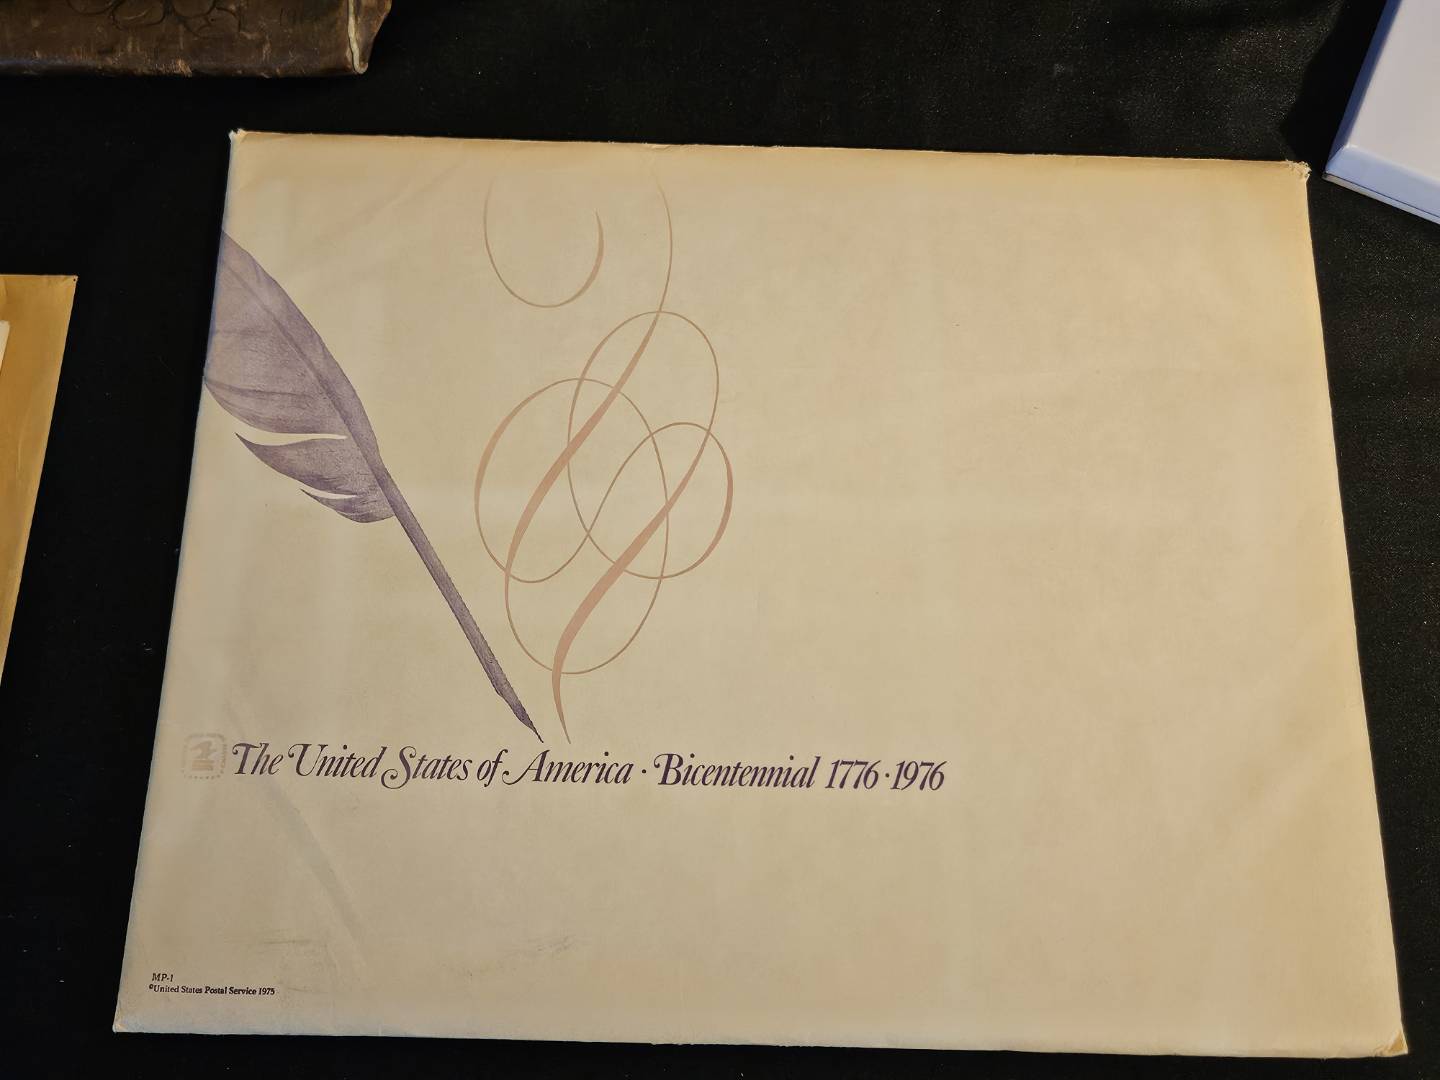 The United States of America · Bicentennial 1776 · 1976
MP-1
©United States Postal Service 1975